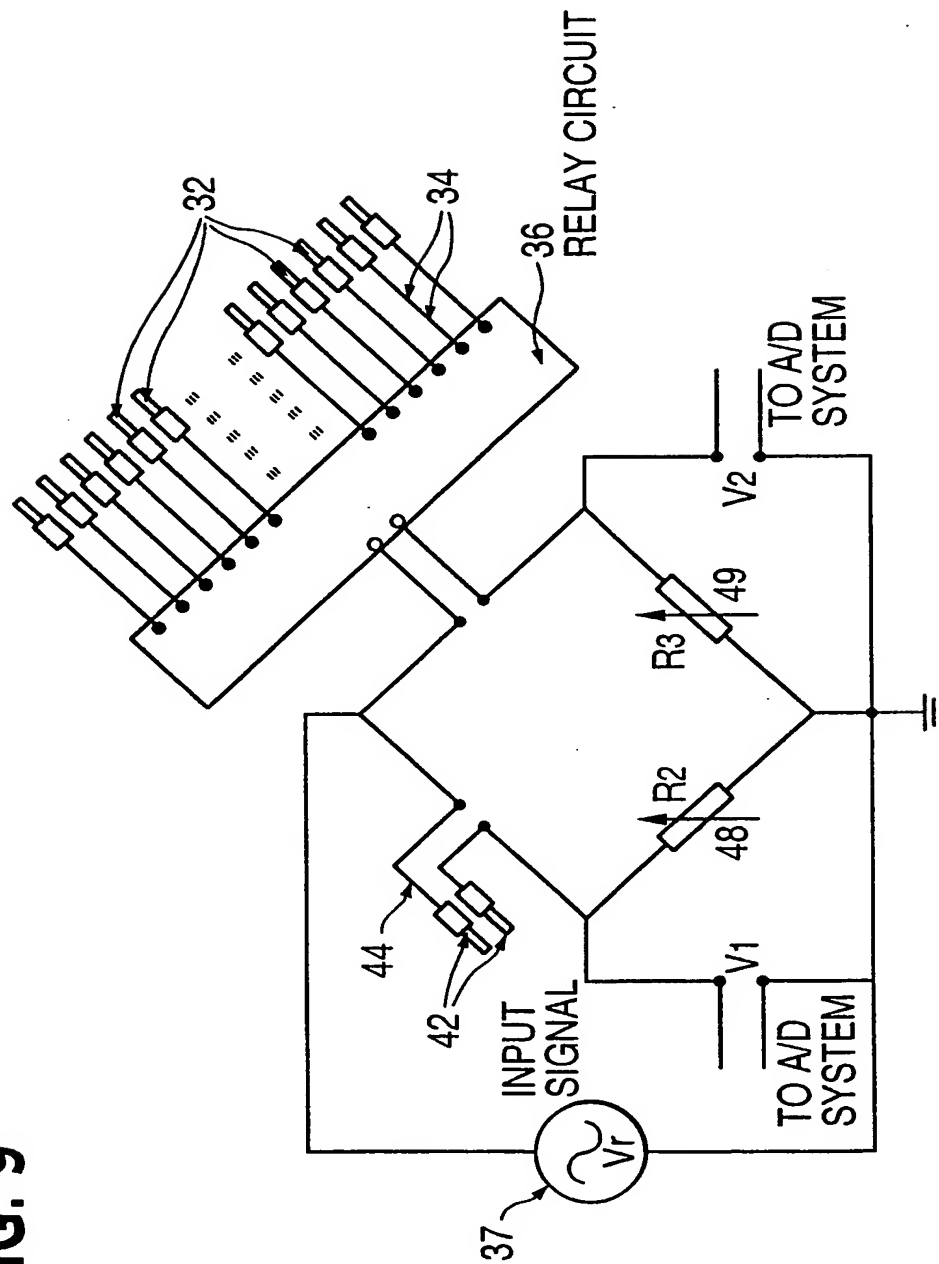 FIG. 9
32
34
36
RELAY CIRCUIT
44
42
INPUT
SIGNAL
37
Vr
R2
48
R3
49
V1
V2
TO A/D
SYSTEM
TO A/D
SYSTEM